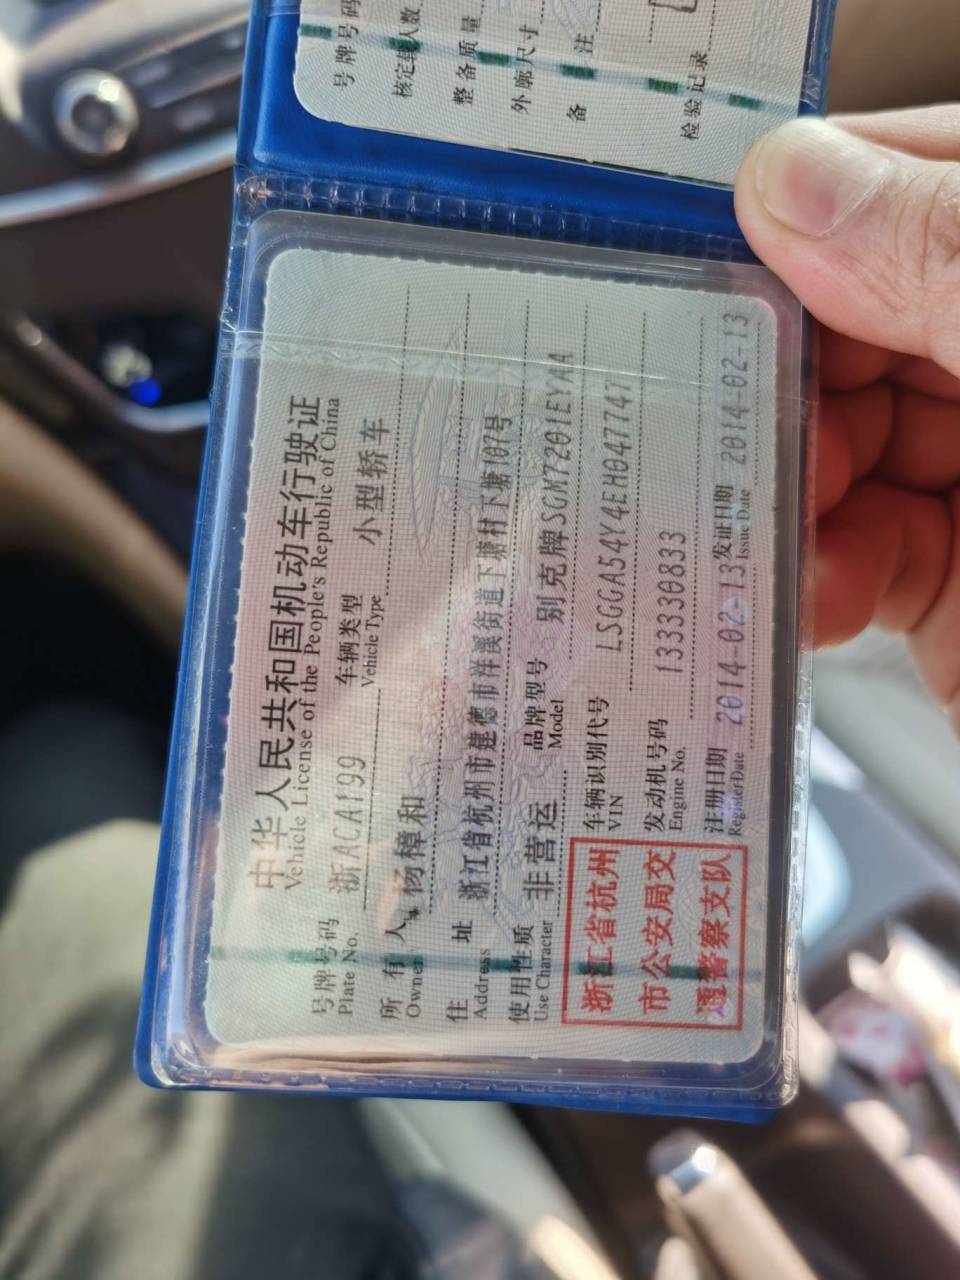 号牌号码
核定载人数
整备质量
外廓尺寸
备 注
检验记录
中华人民共和国机动车行驶证
Vehicle License of the People's Republic of China
号牌号码 浙ACA199 车辆类型 小型轿车
Plate No. Vehicle Type
所 有 人 杨樟和
Owner
住 址 浙江省杭州市建德市洋溪街道下塘村下塘107号
Address
使用性质 非营运 品牌型号 别克牌SGM7201EYAA
Use Character Model
车辆识别代号 LSGGA54Y4EH047747
VIN
发动机号码 133330833
Engine No.
注册日期 2014-02-13 发证日期 2014-02-13
RegisterDate Issue Date
浙江省杭州
市公安局交
通警察支队